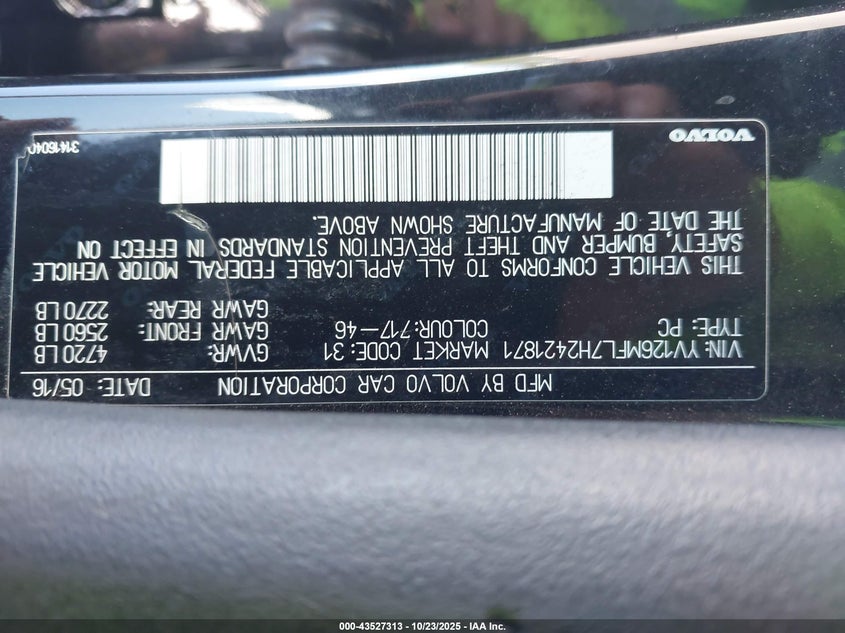 MFD BY VOLVO CAR CORPORATION DATE: 05/16
VIN: YV126MFL7H2421871 MARKET CODE: 31 GVWR: 4720 LB
TYPE: PC COLOUR: 717-46 GAWR FRONT: 2560 LB
GAWR REAR: 2270 LB
THIS VEHICLE CONFORMS TO ALL APPLICABLE FEDERAL MOTOR VEHICLE
SAFETY, BUMPER AND THEFT PREVENTION STANDARDS IN EFFECT ON
THE DATE OF MANUFACTURE SHOWN ABOVE.
VOLVO 31416040
000-43527313 | 10/23/2025 | IAA Inc.